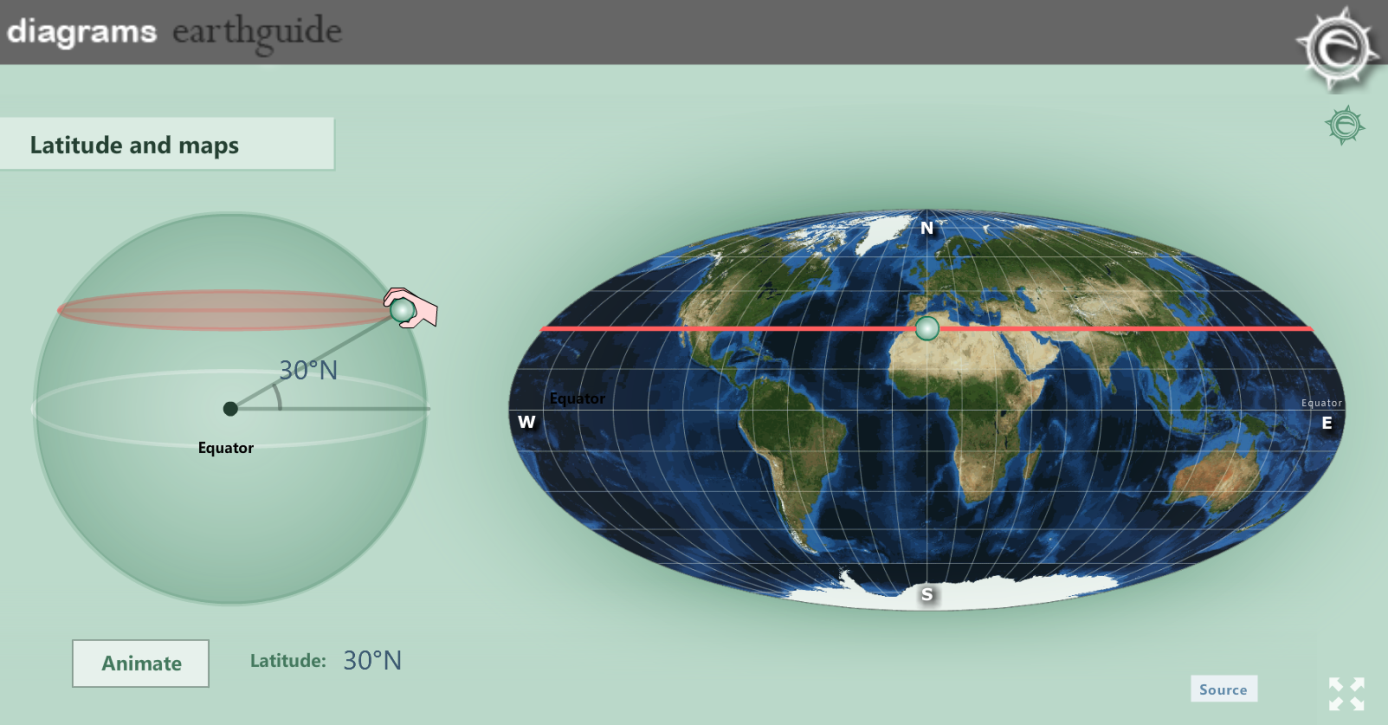 diagrams earthguide
e
Latitude and maps
N
30°N
Equator
Equator
W
E
Equator
S
Animate
Latitude: 30°N
Source